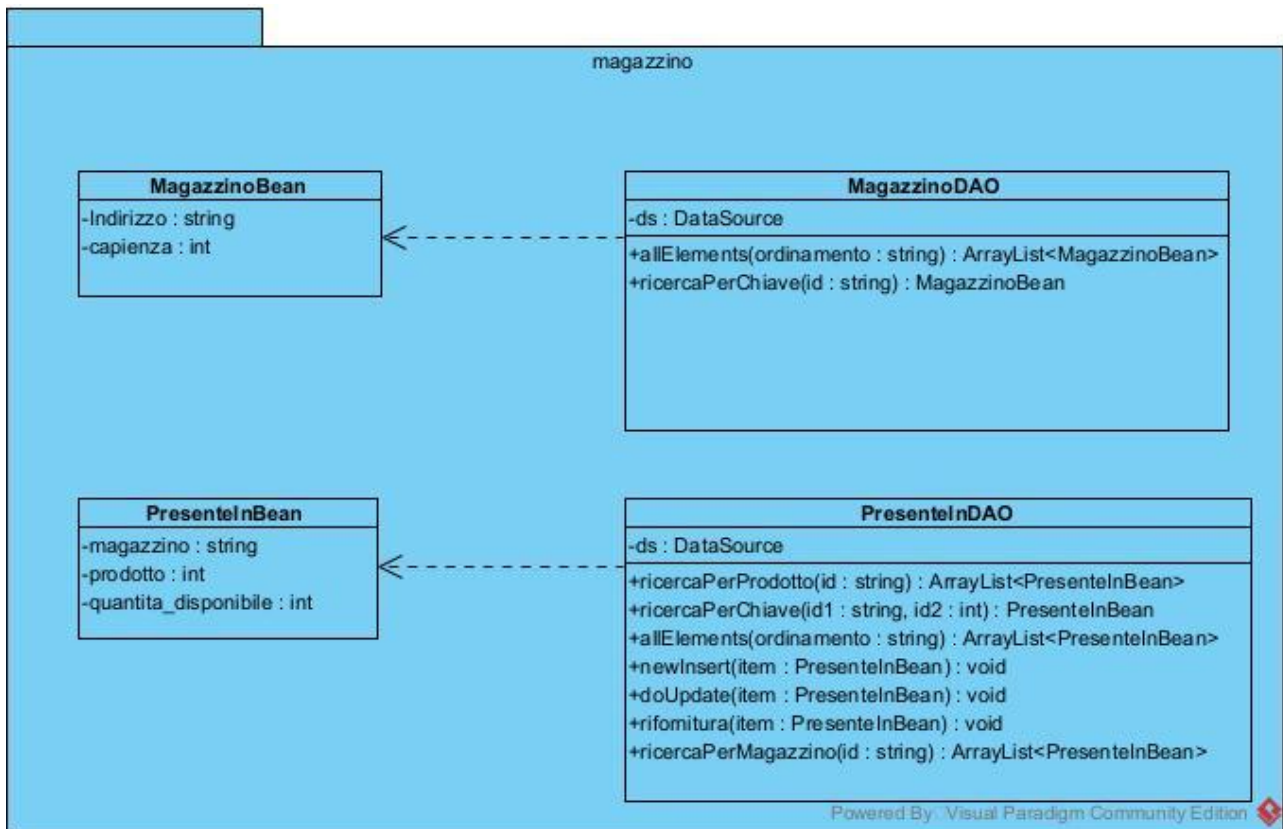 magazzino
MagazzinoBean
-Indirizzo : string
-capienza : int
MagazzinoDAO
-ds : DataSource
+allElements(ordinamento : string) : ArrayList<MagazzinoBean>
+ricercaPerChiave(id : string) : MagazzinoBean
PresenteInBean
-magazzino : string
-prodotto : int
-quantita_disponibile : int
PresenteInDAO
-ds : DataSource
+ricercaPerProdotto(id : string) : ArrayList<PresenteInBean>
+ricercaPerChiave(id1 : string, id2 : int) : PresenteInBean
+allElements(ordinamento : string) : ArrayList<PresenteInBean>
+newInsert(item : PresenteInBean) : void
+doUpdate(item : PresenteInBean) : void
+rifornitura(item : PresenteInBean) : void
+ricercaPerMagazzino(id : string) : ArrayList<PresenteInBean>
Powered By Visual Paradigm Community Edition